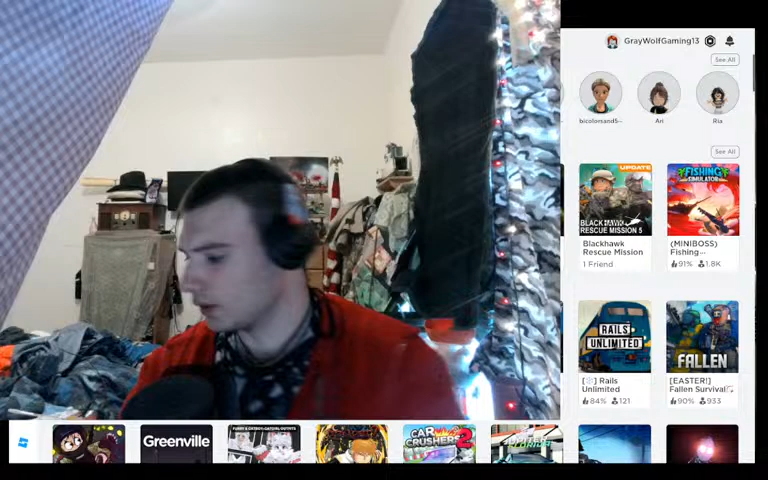 GrayWolfGaming13
See All
bicolorsand5--
Ari
Ria
See All
UPDATE
BLACKHAWK
RESCUE MISSION 5
FISHING
SIMULATOR
Blackhawk
Rescue Mission
1 Friend
(MINIBOSS)
Fishing--
91% 1.8K
RAILS
UNLIMITED
FALLEN
Rails
Unlimited
84% 121
[EASTER!]
Fallen Survival
90% 933
Greenville
CAR
CRUSHERS
2
JUPITER
FLORIDA